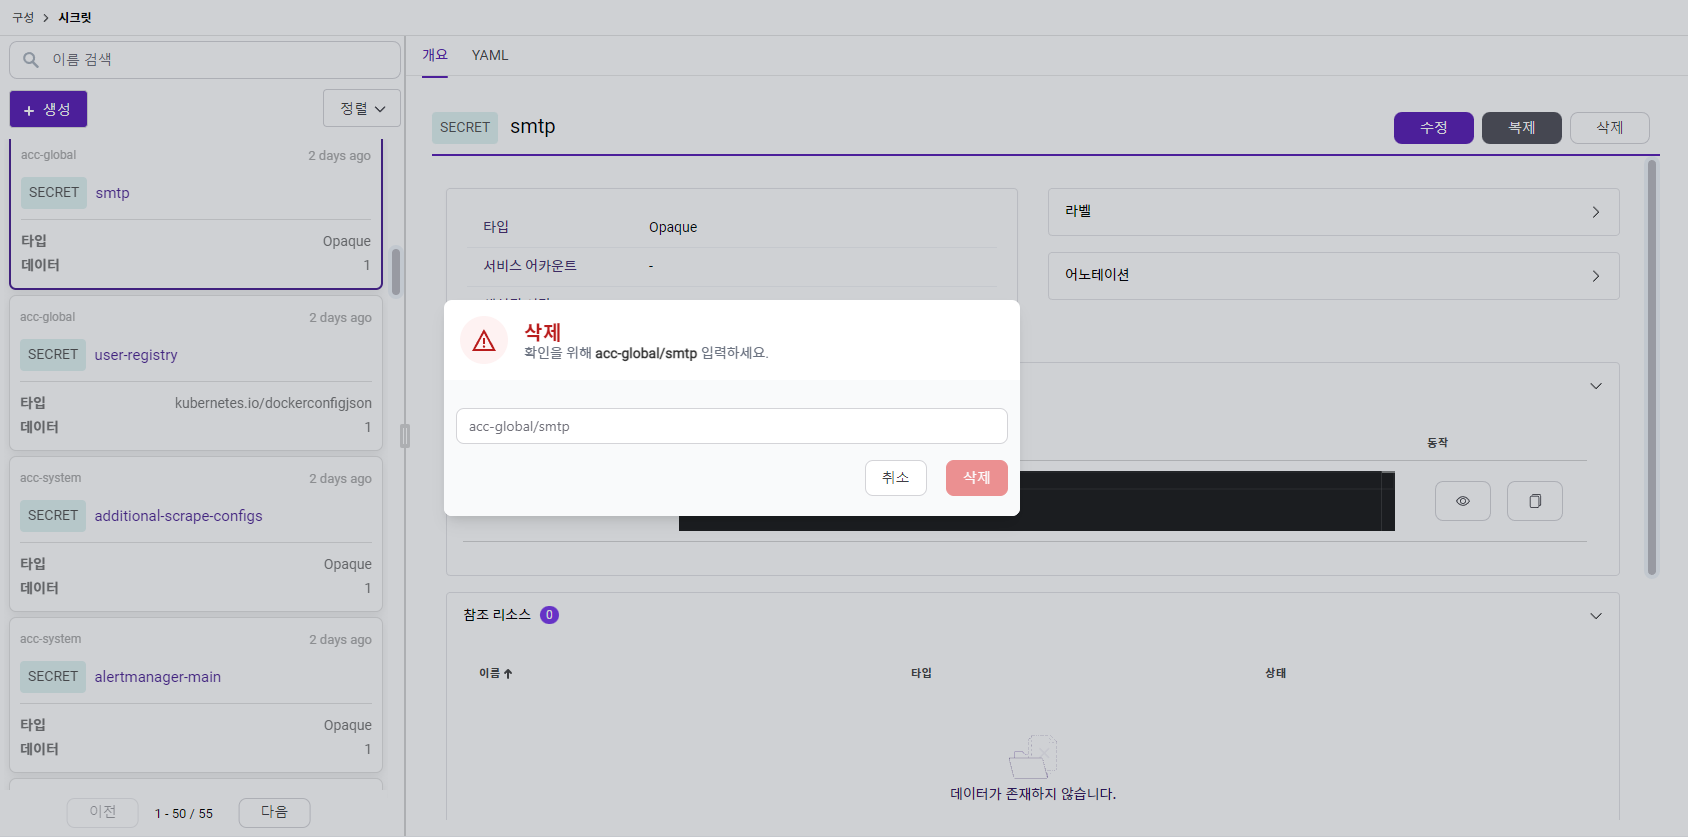 구성 > 시크릿
이름 검색
+ 생성
정렬
acc-global
2 days ago
SECRET smtp
타입 Opaque
데이터 1
acc-global
2 days ago
SECRET user-registry
타입 kubernetes.io/dockerconfigjson
데이터 1
acc-system
2 days ago
SECRET additional-scrape-configs
타입 Opaque
데이터 1
acc-system
2 days ago
SECRET alertmanager-main
타입 Opaque
데이터 1
이전 1 - 50 / 55 다음
개요 YAML
SECRET smtp
수정 복제 삭제
타입 Opaque
서비스 어카운트 -
라벨
어노테이션
삭제
확인을 위해 acc-global/smtp 입력하세요.
acc-global/smtp
취소 삭제
동작
참조 리소스 0
이름 타입 상태
데이터가 존재하지 않습니다.